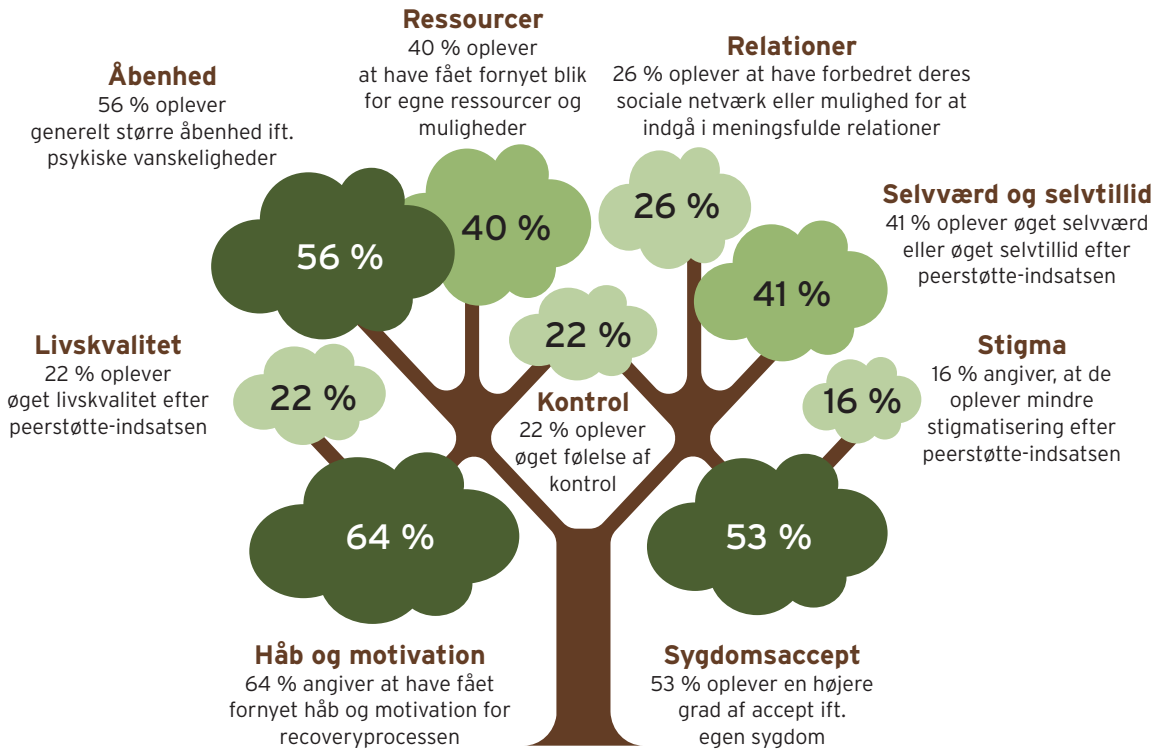 Ressourcer
40 % oplever
at have fået fornyet blik
for egne ressourcer og
muligheder
Relationer
26 % oplever at have forbedret deres
sociale netværk eller mulighed for at
indgå i meningsfulde relationer
Åbenhed
56 % oplever
generelt større åbenhed ift.
psykiske vanskeligheder
Selvværd og selvtillid
41 % oplever øget selvværd
eller øget selvtillid efter
peerstøtte-indsatsen
56 %
40 %
26 %
41 %
Livskvalitet
22 % oplever
øget livskvalitet efter
peerstøtte-indsatsen
22 %
22 %
Kontrol
22 % oplever
øget følelse af
kontrol
16 %
Stigma
16 % angiver, at de
oplever mindre
stigmatisering efter
peerstøtte-indsatsen
64 %
53 %
Håb og motivation
64 % angiver at have fået
fornyet håb og motivation for
recoveryprocessen
Sygdomsaccept
53 % oplever en højere
grad af accept ift.
egen sygdom